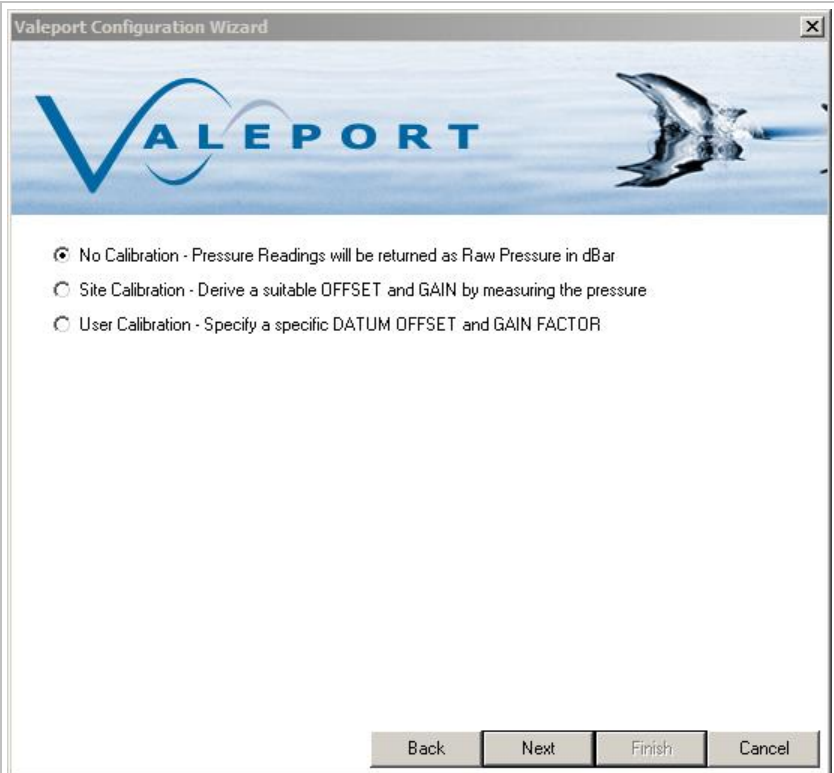 Valeport Configuration Wizard
VALEPORT
No Calibration - Pressure Readings will be returned as Raw Pressure in dBar
Site Calibration - Derive a suitable OFFSET and GAIN by measuring the pressure
User Calibration - Specify a specific DATUM OFFSET and GAIN FACTOR
Back Next Finish Cancel